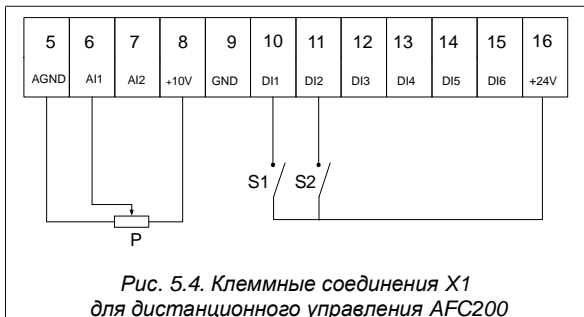 5 6 7 8 9 10 11 12 13 14 15 16
AGND AI1 AI2 +10V GND DI1 DI2 DI3 DI4 DI5 DI6 +24V
S1 S2
P
Рис. 5.4. Клеммные соединения X1
для дистанционного управления AFC200